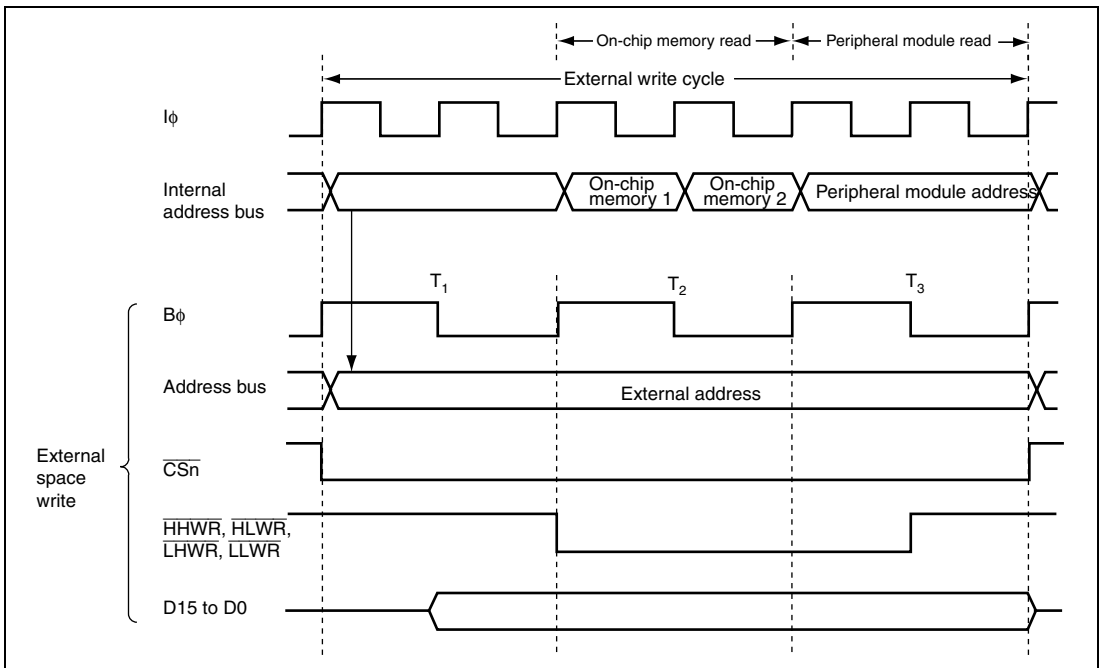 On-chip memory read
Peripheral module read
External write cycle
Iϕ
Internal
address bus
On-chip
memory 1
On-chip
memory 2
Peripheral module address
T1
T2
T3
Bϕ
Address bus
External address
External
space
write
CSn
HHWR, HLWR,
LHWR, LLWR
D15 to D0